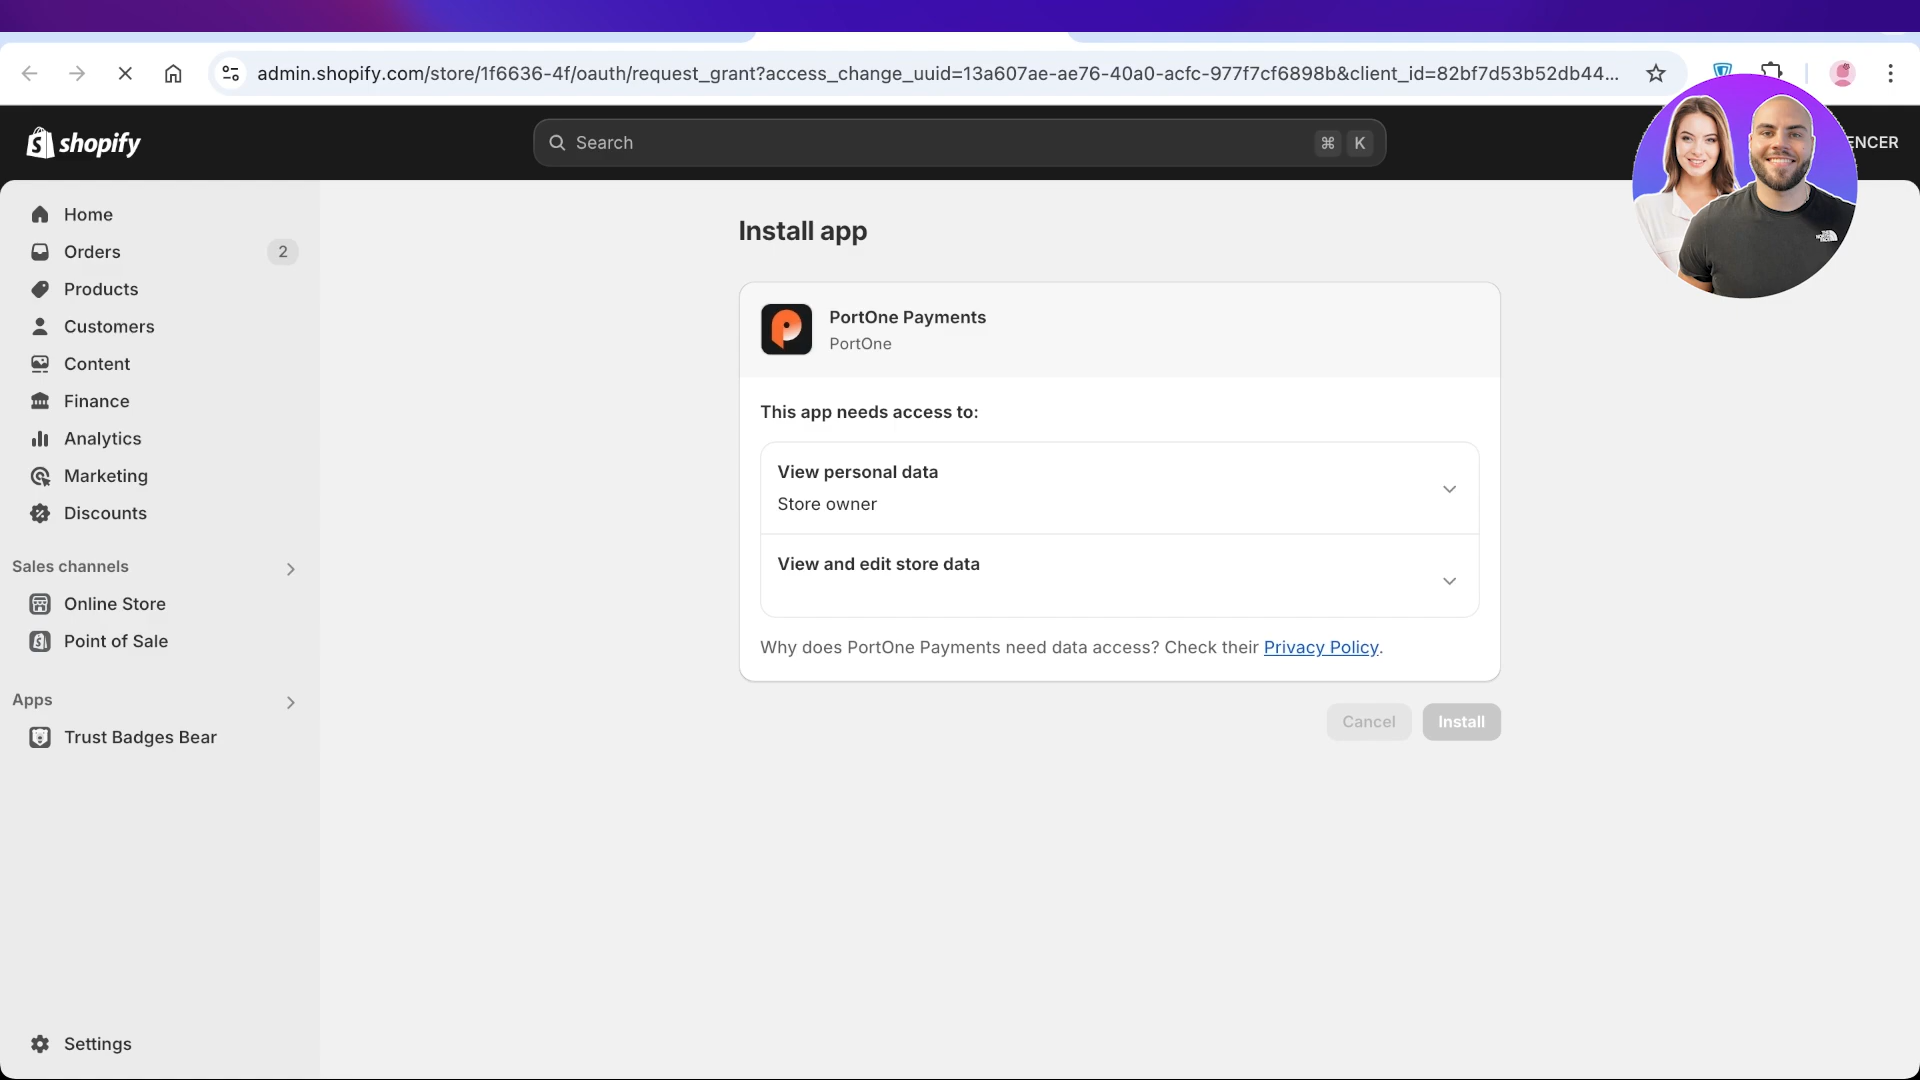 admin.shopify.com/store/1f6636-4f/oauth/request_grant?access_change_uuid=13a607ae-ae76-40a0-acfc-977f7cf6898b&client_id=82bf7d53b52db44...
shopify
Search
⌘ K
ENCER
Home
Orders 2
Products
Customers
Content
Finance
Analytics
Marketing
Discounts
Sales channels
Online Store
Point of Sale
Apps
Trust Badges Bear
Settings
Install app
PortOne Payments
PortOne
This app needs access to:
View personal data
Store owner
View and edit store data
Why does PortOne Payments need data access? Check their Privacy Policy.
Cancel Install